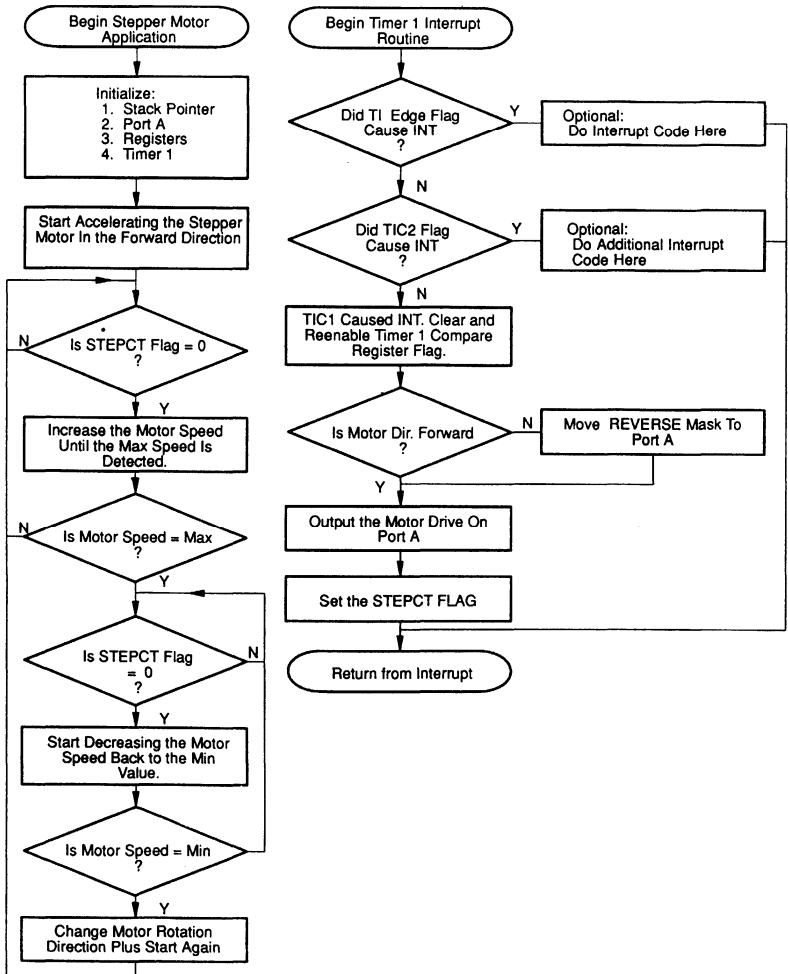 Begin Stepper Motor
Application
Initialize:
1. Stack Pointer
2. Port A
3. Registers
4. Timer 1
Start Accelerating the Stepper
Motor In the Forward Direction
Is STEPCT Flag = 0
?
N
Y
Increase the Motor Speed
Until the Max Speed Is
Detected.
Is Motor Speed = Max
?
N
Y
Is STEPCT Flag
= 0
?
N
Y
Start Decreasing the Motor
Speed Back to the Min
Value.
Is Motor Speed = Min
?
Y
Change Motor Rotation
Direction Plus Start Again
Begin Timer 1 Interrupt
Routine
Did TI Edge Flag
Cause INT
?
Y
Optional:
Do Interrupt Code Here
N
Did TIC2 Flag
Cause INT
?
Y
Optional:
Do Additional Interrupt
Code Here
N
TIC1 Caused INT. Clear and
Reenable Timer 1 Compare
Register Flag.
Is Motor Dir. Forward
?
N
Move REVERSE Mask To
Port A
Y
Output the Motor Drive On
Port A
Set the STEPCT FLAG
Return from Interrupt